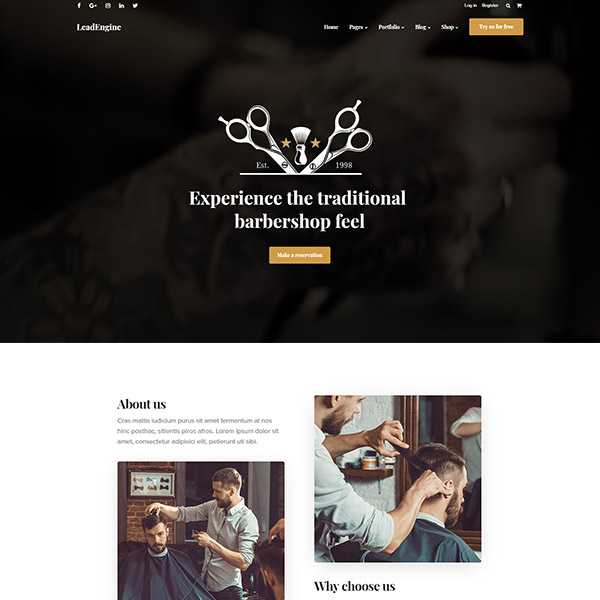 Log in Register
LeadEngine
Home Pages Portfolio Blog Shop Try us for free
Est. 1998
Experience the traditional
barbershop feel
Make a reservation
About us
Cras mattis iudicium purus sit amet fermentum at nos
hinc posthac, sitientis piros afros. Lorem ipsum dolor sit
amet, consectetur adipisici elit, petierunt uti sibi.
Why choose us